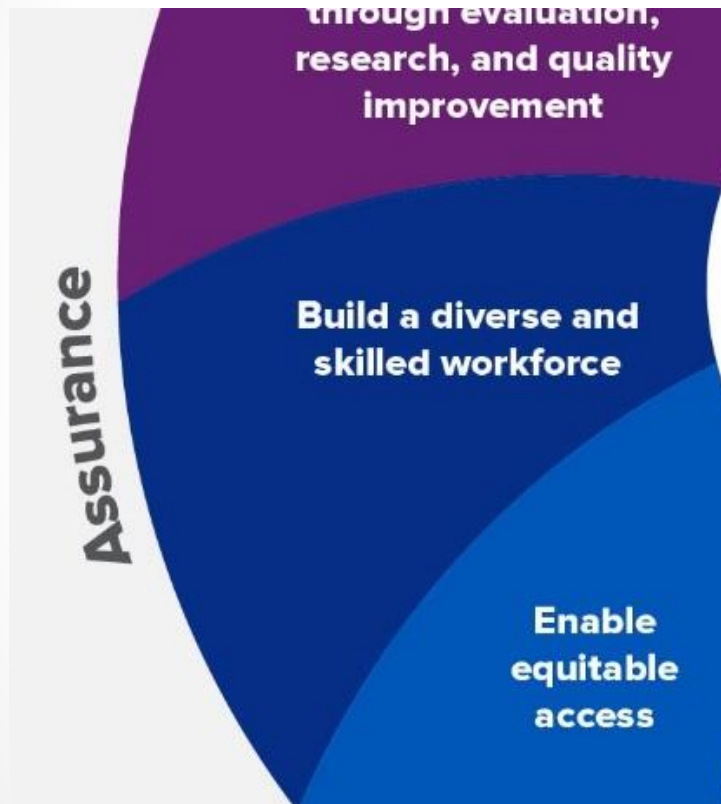 through evaluation,
research, and quality
improvement
Build a diverse and
skilled workforce
Enable
equitable
access
Assurance